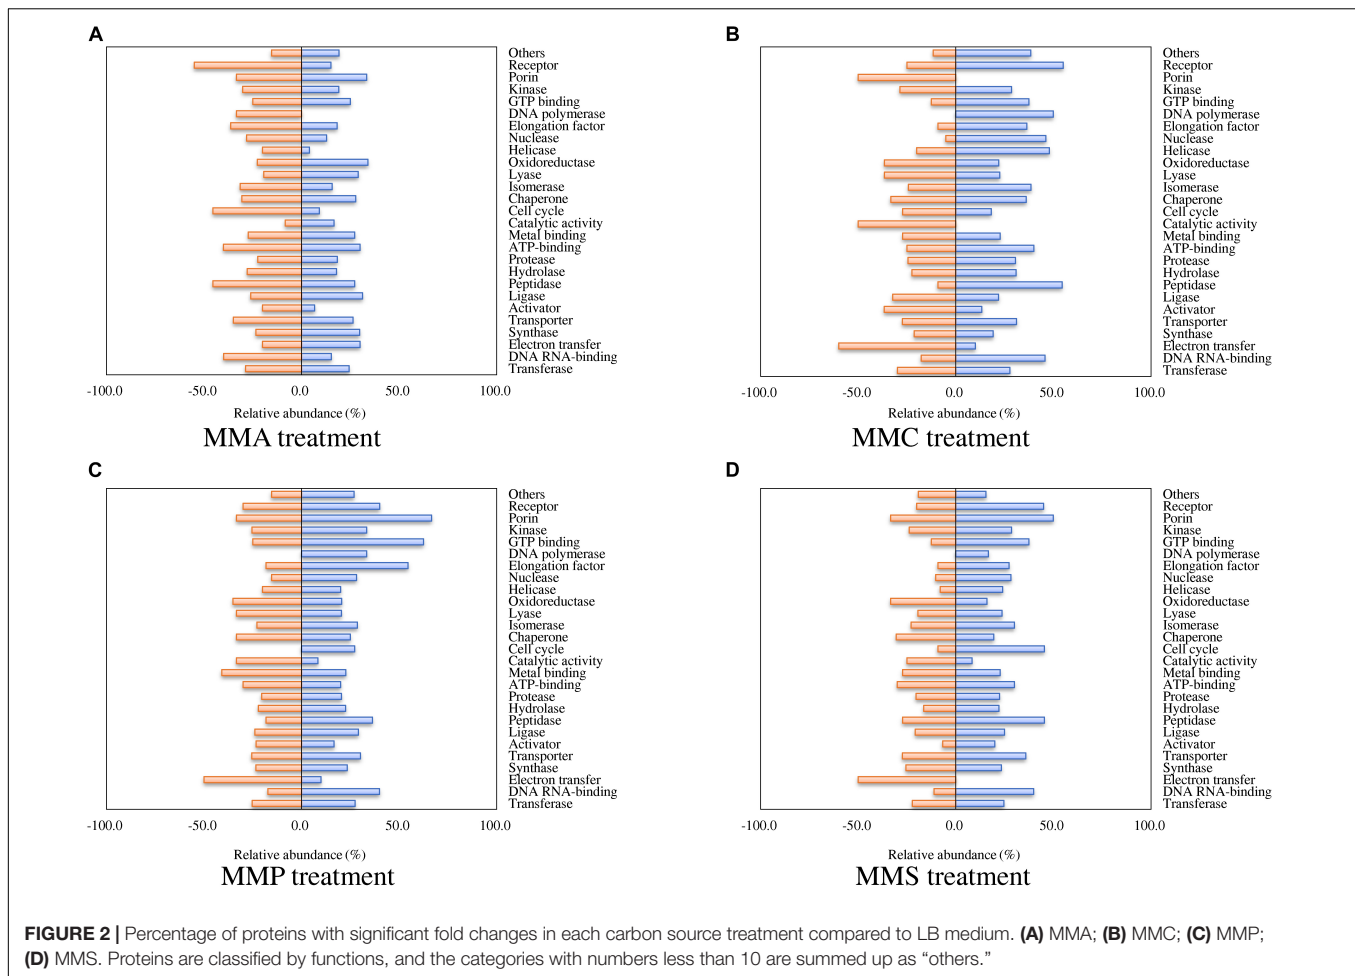 A
Others
Receptor
Porin
Kinase
GTP binding
DNA polymerase
Elongation factor
Nuclease
Helicase
Oxidoreductase
Lyase
Isomerase
Chaperone
Cell cycle
Catalytic activity
Metal binding
ATP-binding
Protease
Hydrolase
Peptidase
Ligase
Activator
Transporter
Synthase
Electron transfer
DNA RNA-binding
Transferase
-100.0 -50.0 0.0 50.0 100.0
Relative abundance (%)
MMA treatment
B
Others
Receptor
Porin
Kinase
GTP binding
DNA polymerase
Elongation factor
Nuclease
Helicase
Oxidoreductase
Lyase
Isomerase
Chaperone
Cell cycle
Catalytic activity
Metal binding
ATP-binding
Protease
Hydrolase
Peptidase
Ligase
Activator
Transporter
Synthase
Electron transfer
DNA RNA-binding
Transferase
-100.0 -50.0 0.0 50.0 100.0
Relative abundance (%)
MMC treatment
C
Others
Receptor
Porin
Kinase
GTP binding
DNA polymerase
Elongation factor
Nuclease
Helicase
Oxidoreductase
Lyase
Isomerase
Chaperone
Cell cycle
Catalytic activity
Metal binding
ATP-binding
Protease
Hydrolase
Peptidase
Ligase
Activator
Transporter
Synthase
Electron transfer
DNA RNA-binding
Transferase
-100.0 -50.0 0.0 50.0 100.0
Relative abundance (%)
MMP treatment
D
Others
Receptor
Porin
Kinase
GTP binding
DNA polymerase
Elongation factor
Nuclease
Helicase
Oxidoreductase
Lyase
Isomerase
Chaperone
Cell cycle
Catalytic activity
Metal binding
ATP-binding
Protease
Hydrolase
Peptidase
Ligase
Activator
Transporter
Synthase
Electron transfer
DNA RNA-binding
Transferase
-100.0 -50.0 0.0 50.0 100.0
Relative abundance (%)
MMS treatment
FIGURE 2 | Percentage of proteins with significant fold changes in each carbon source treatment compared to LB medium. (A) MMA; (B) MMC; (C) MMP;
(D) MMS. Proteins are classified by functions, and the categories with numbers less than 10 are summed up as “others.”